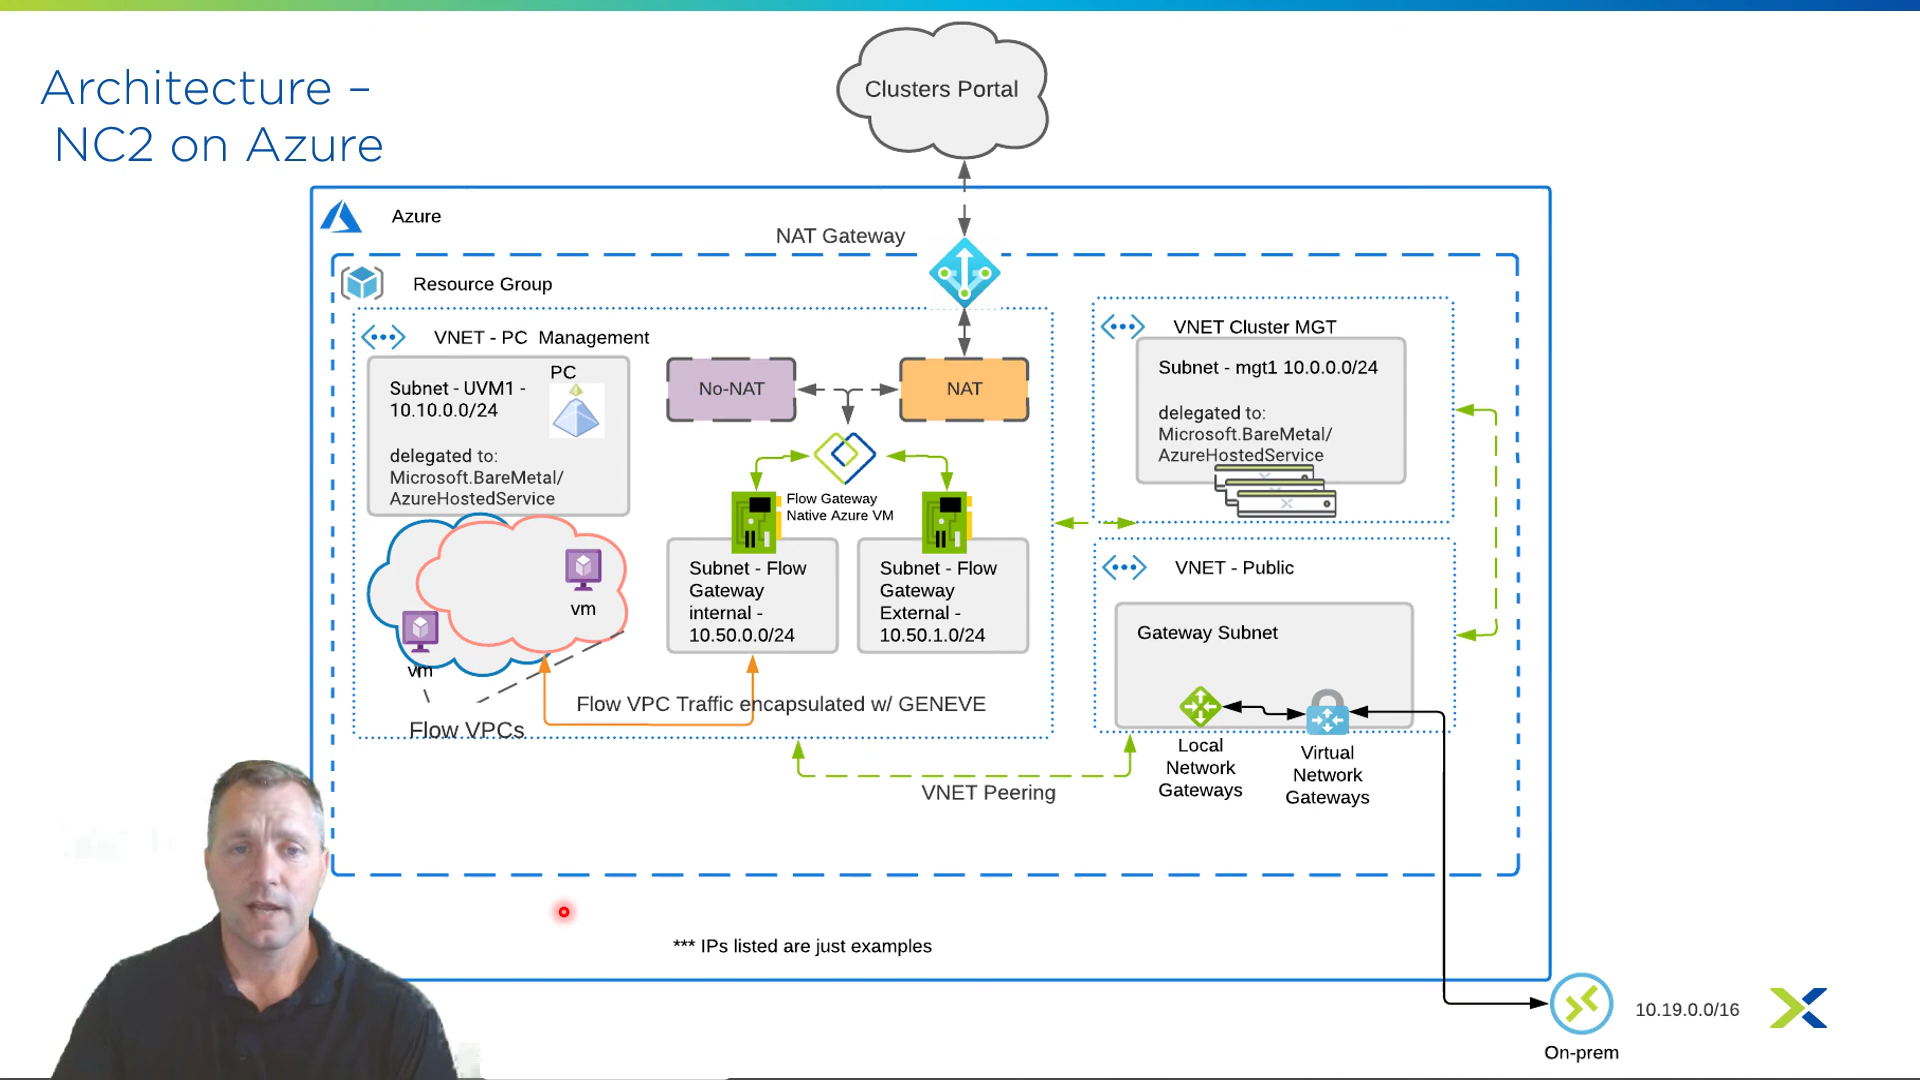 Architecture –
NC2 on Azure
Clusters Portal
Azure
NAT Gateway
Resource Group
VNET - PC Management
Subnet - UVM1 -
10.10.0.0/24
PC
delegated to:
Microsoft.BareMetal/
AzureHostedService
No-NAT
NAT
Flow Gateway
Native Azure VM
Subnet - Flow
Gateway
internal -
10.50.0.0/24
Subnet - Flow
Gateway
External -
10.50.1.0/24
vm
vm
Flow VPC Traffic encapsulated w/ GENEVE
Flow VPCs
VNET Cluster MGT
Subnet - mgt1 10.0.0.0/24
delegated to:
Microsoft.BareMetal/
AzureHostedService
VNET - Public
Gateway Subnet
Local
Network
Gateways
Virtual
Network
Gateways
VNET Peering
*** IPs listed are just examples
10.19.0.0/16
On-prem